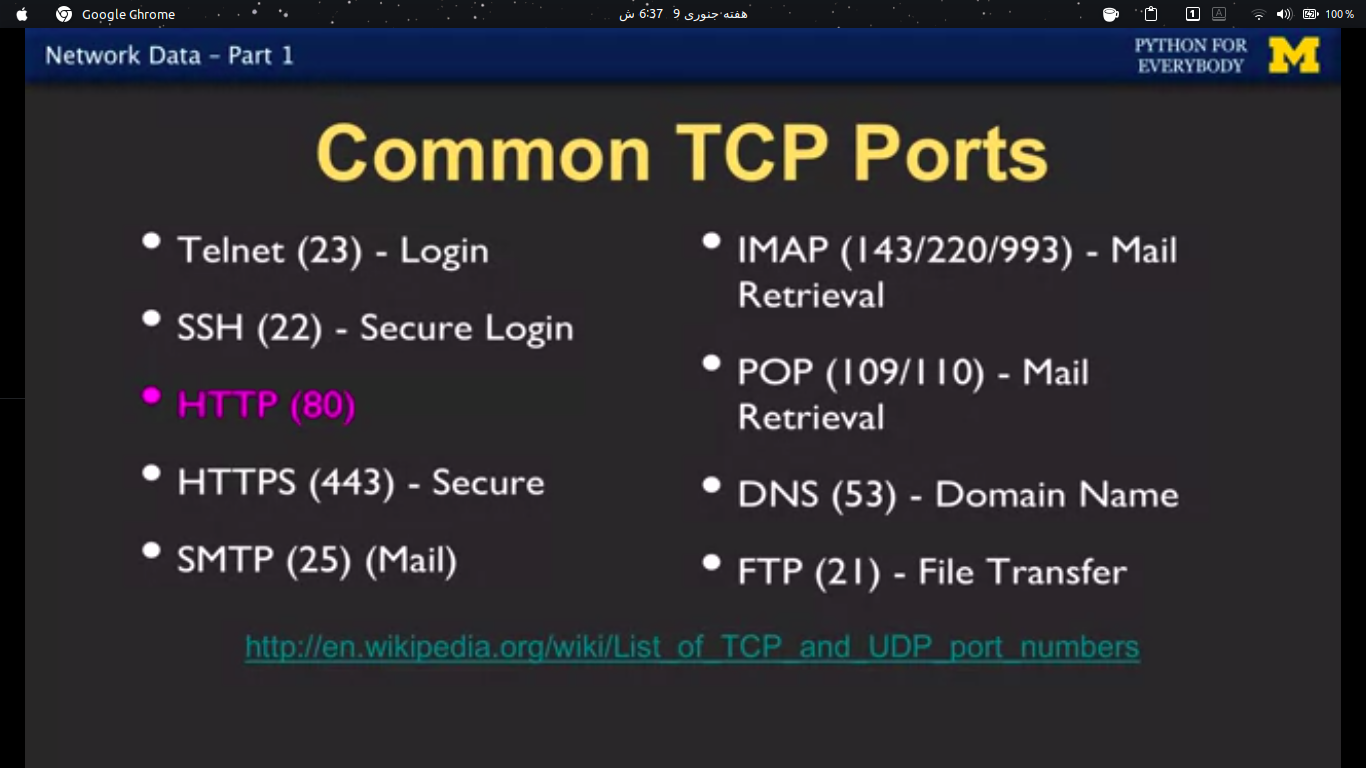 Google Ghrome
هفته جنوری 9 6:37 ش
1
A
100 %
Network Data – Part 1
PYTHON FOR
EVERYBODY
M
Common TCP Ports
• Telnet (23) - Login
• SSH (22) - Secure Login
• HTTP (80)
• HTTPS (443) - Secure
• SMTP (25) (Mail)
• IMAP (143/220/993) - Mail
Retrieval
• POP (109/110) - Mail
Retrieval
• DNS (53) - Domain Name
• FTP (21) - File Transfer
http://en.wikipedia.org/wiki/List_of_TCP_and_UDP_port_numbers